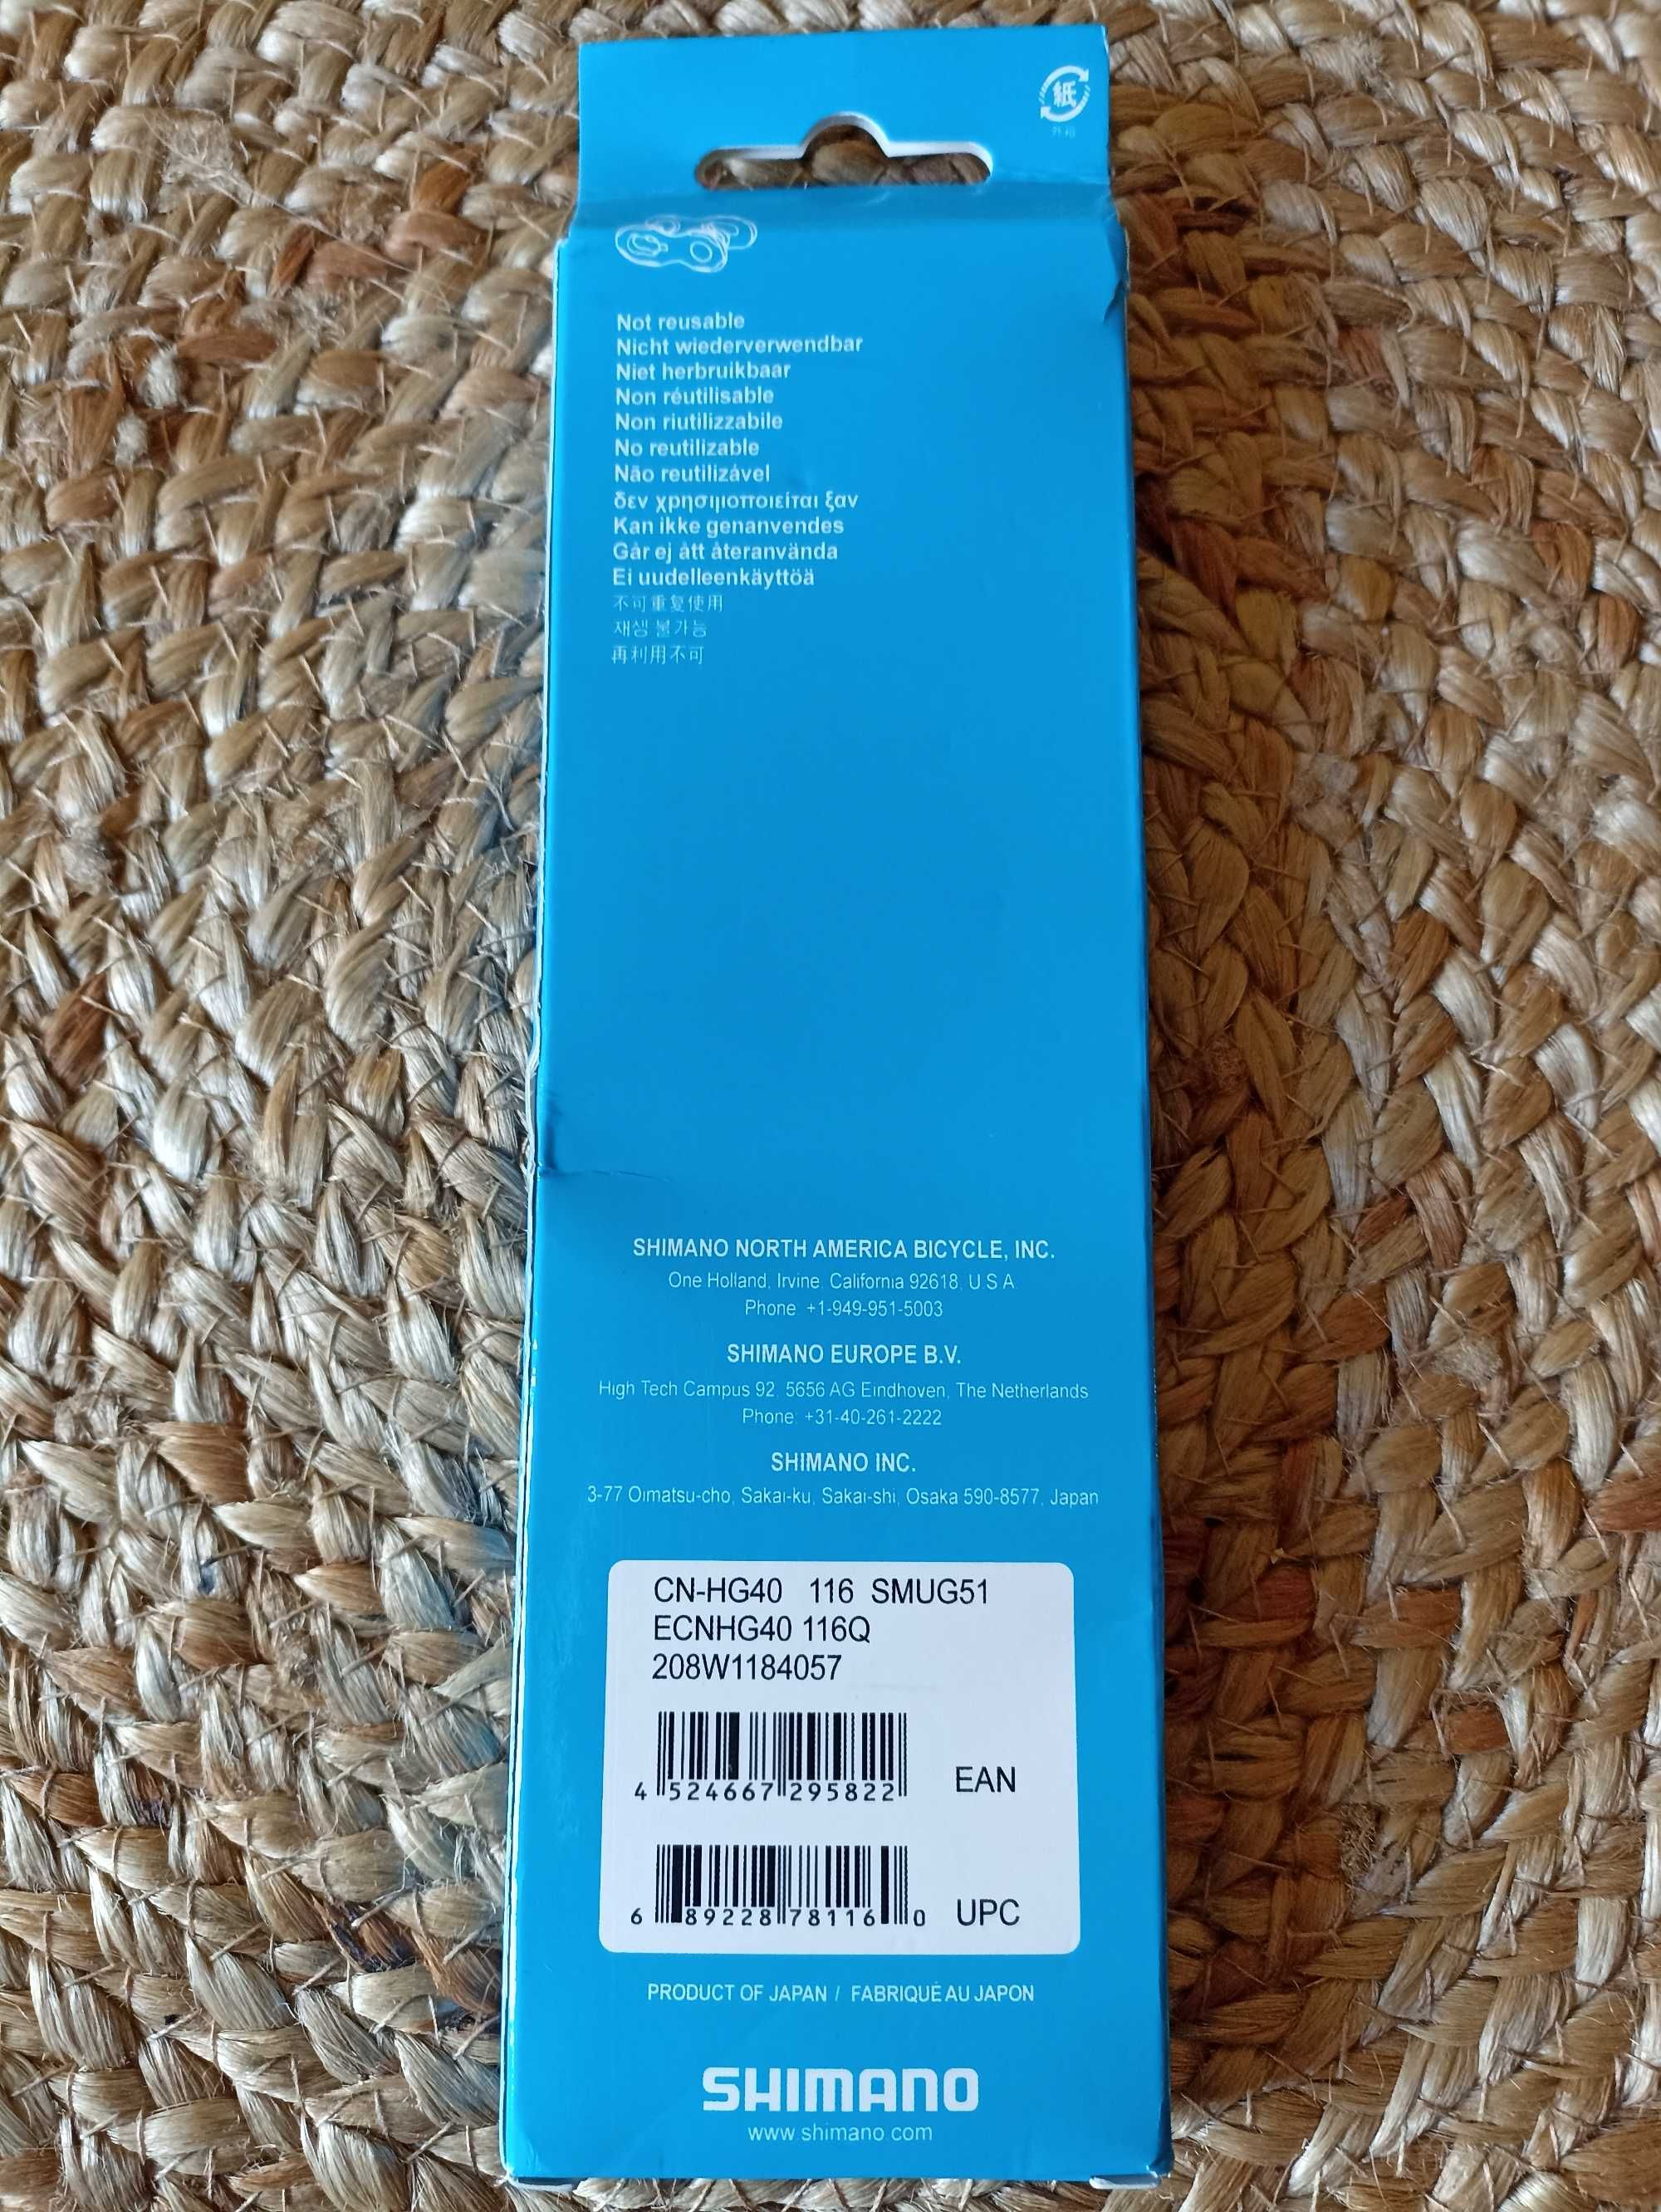 紙
外箱
Not reusable
Nicht wiederverwendbar
Niet herbruikbaar
Non réutilisable
Non riutilizzabile
No reutilizable
Não reutilizável
δεν χρησιμοποιείται ξαν
Kan ikke genanvendes
Går ej átt återanvända
Ei uudelleenkäyttöä
不可重复使用
재생 불가능
再利用不可
SHIMANO NORTH AMERICA BICYCLE, INC.
One Holland, Irvine, California 92618, U.S.A.
Phone: +1-949-951-5003
SHIMANO EUROPE B.V.
High Tech Campus 92, 5656 AG Eindhoven, The Netherlands
Phone: +31-40-261-2222
SHIMANO INC.
3-77 Oimatsu-cho, Sakai-ku, Sakai-shi, Osaka 590-8577, Japan
CN-HG40 116 SMUG51
ECNHG40 116Q
208W1184057
4 524667 295822 EAN
6 89228 78116 0 UPC
PRODUCT OF JAPAN / FABRIQUÉ AU JAPON
SHIMANO
www.shimano.com